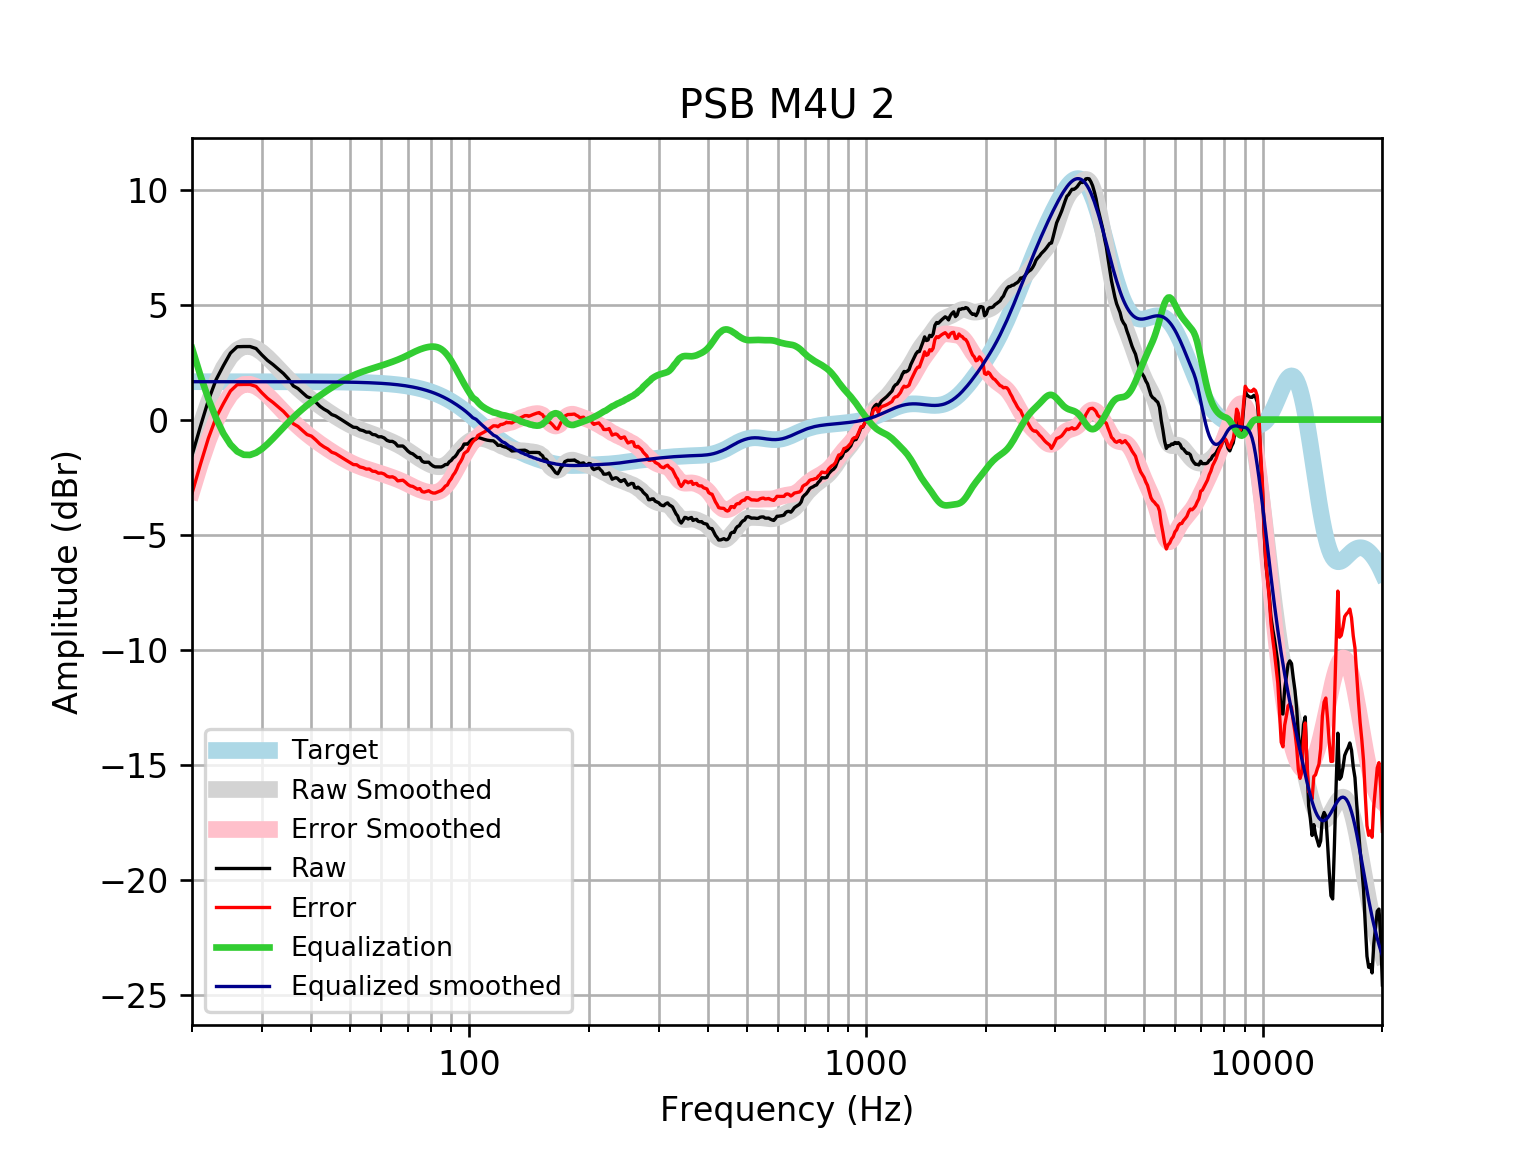 PSB M4U 2
Amplitude (dBr)
10
5
0
−5
−10
−15
−20
−25
Target
Raw Smoothed
Error Smoothed
Raw
Error
Equalization
Equalized smoothed
100
1000
10000
Frequency (Hz)